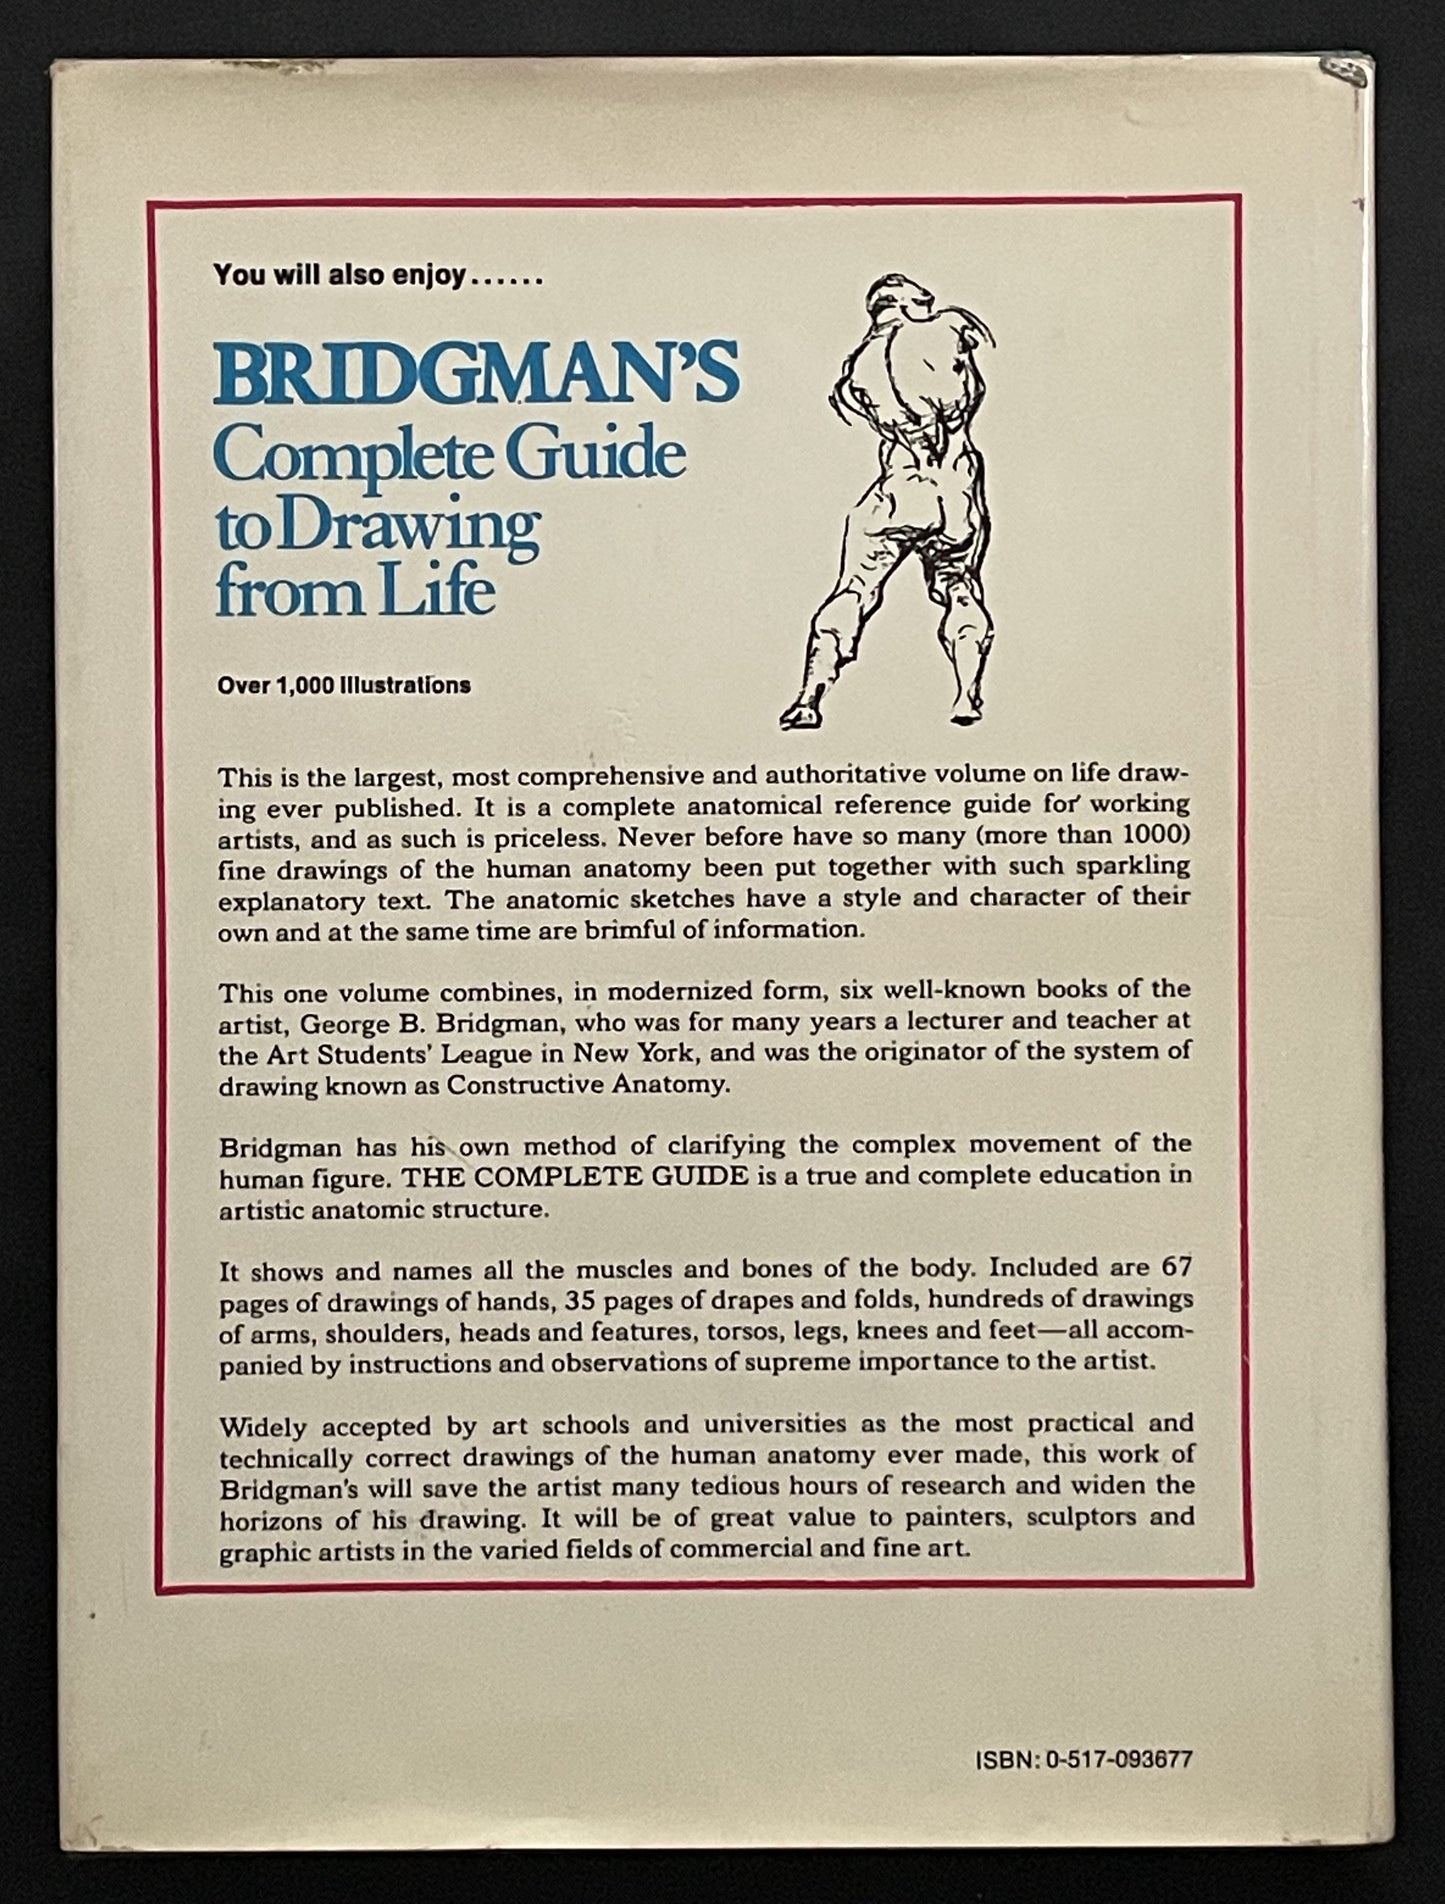 You will also enjoy......
BRIDGMAN'S
Complete Guide
to Drawing
from Life
Over 1,000 Illustrations
This is the largest, most comprehensive and authoritative volume on life draw-
ing ever published. It is a complete anatomical reference guide for working
artists, and as such is priceless. Never before have so many (more than 1000)
fine drawings of the human anatomy been put together with such sparkling
explanatory text. The anatomic sketches have a style and character of their
own and at the same time are brimful of information.
This one volume combines, in modernized form, six well-known books of the
artist, George B. Bridgman, who was for many years a lecturer and teacher at
the Art Students' League in New York, and was the originator of the system of
drawing known as Constructive Anatomy.
Bridgman has his own method of clarifying the complex movement of the
human figure. THE COMPLETE GUIDE is a true and complete education in
artistic anatomic structure.
It shows and names all the muscles and bones of the body. Included are 67
pages of drawings of hands, 35 pages of drapes and folds, hundreds of drawings
of arms, shoulders, heads and features, torsos, legs, knees and feet—all accom-
panied by instructions and observations of supreme importance to the artist.
Widely accepted by art schools and universities as the most practical and
technically correct drawings of the human anatomy ever made, this work of
Bridgman's will save the artist many tedious hours of research and widen the
horizons of his drawing. It will be of great value to painters, sculptors and
graphic artists in the varied fields of commercial and fine art.
ISBN: 0-517-093677